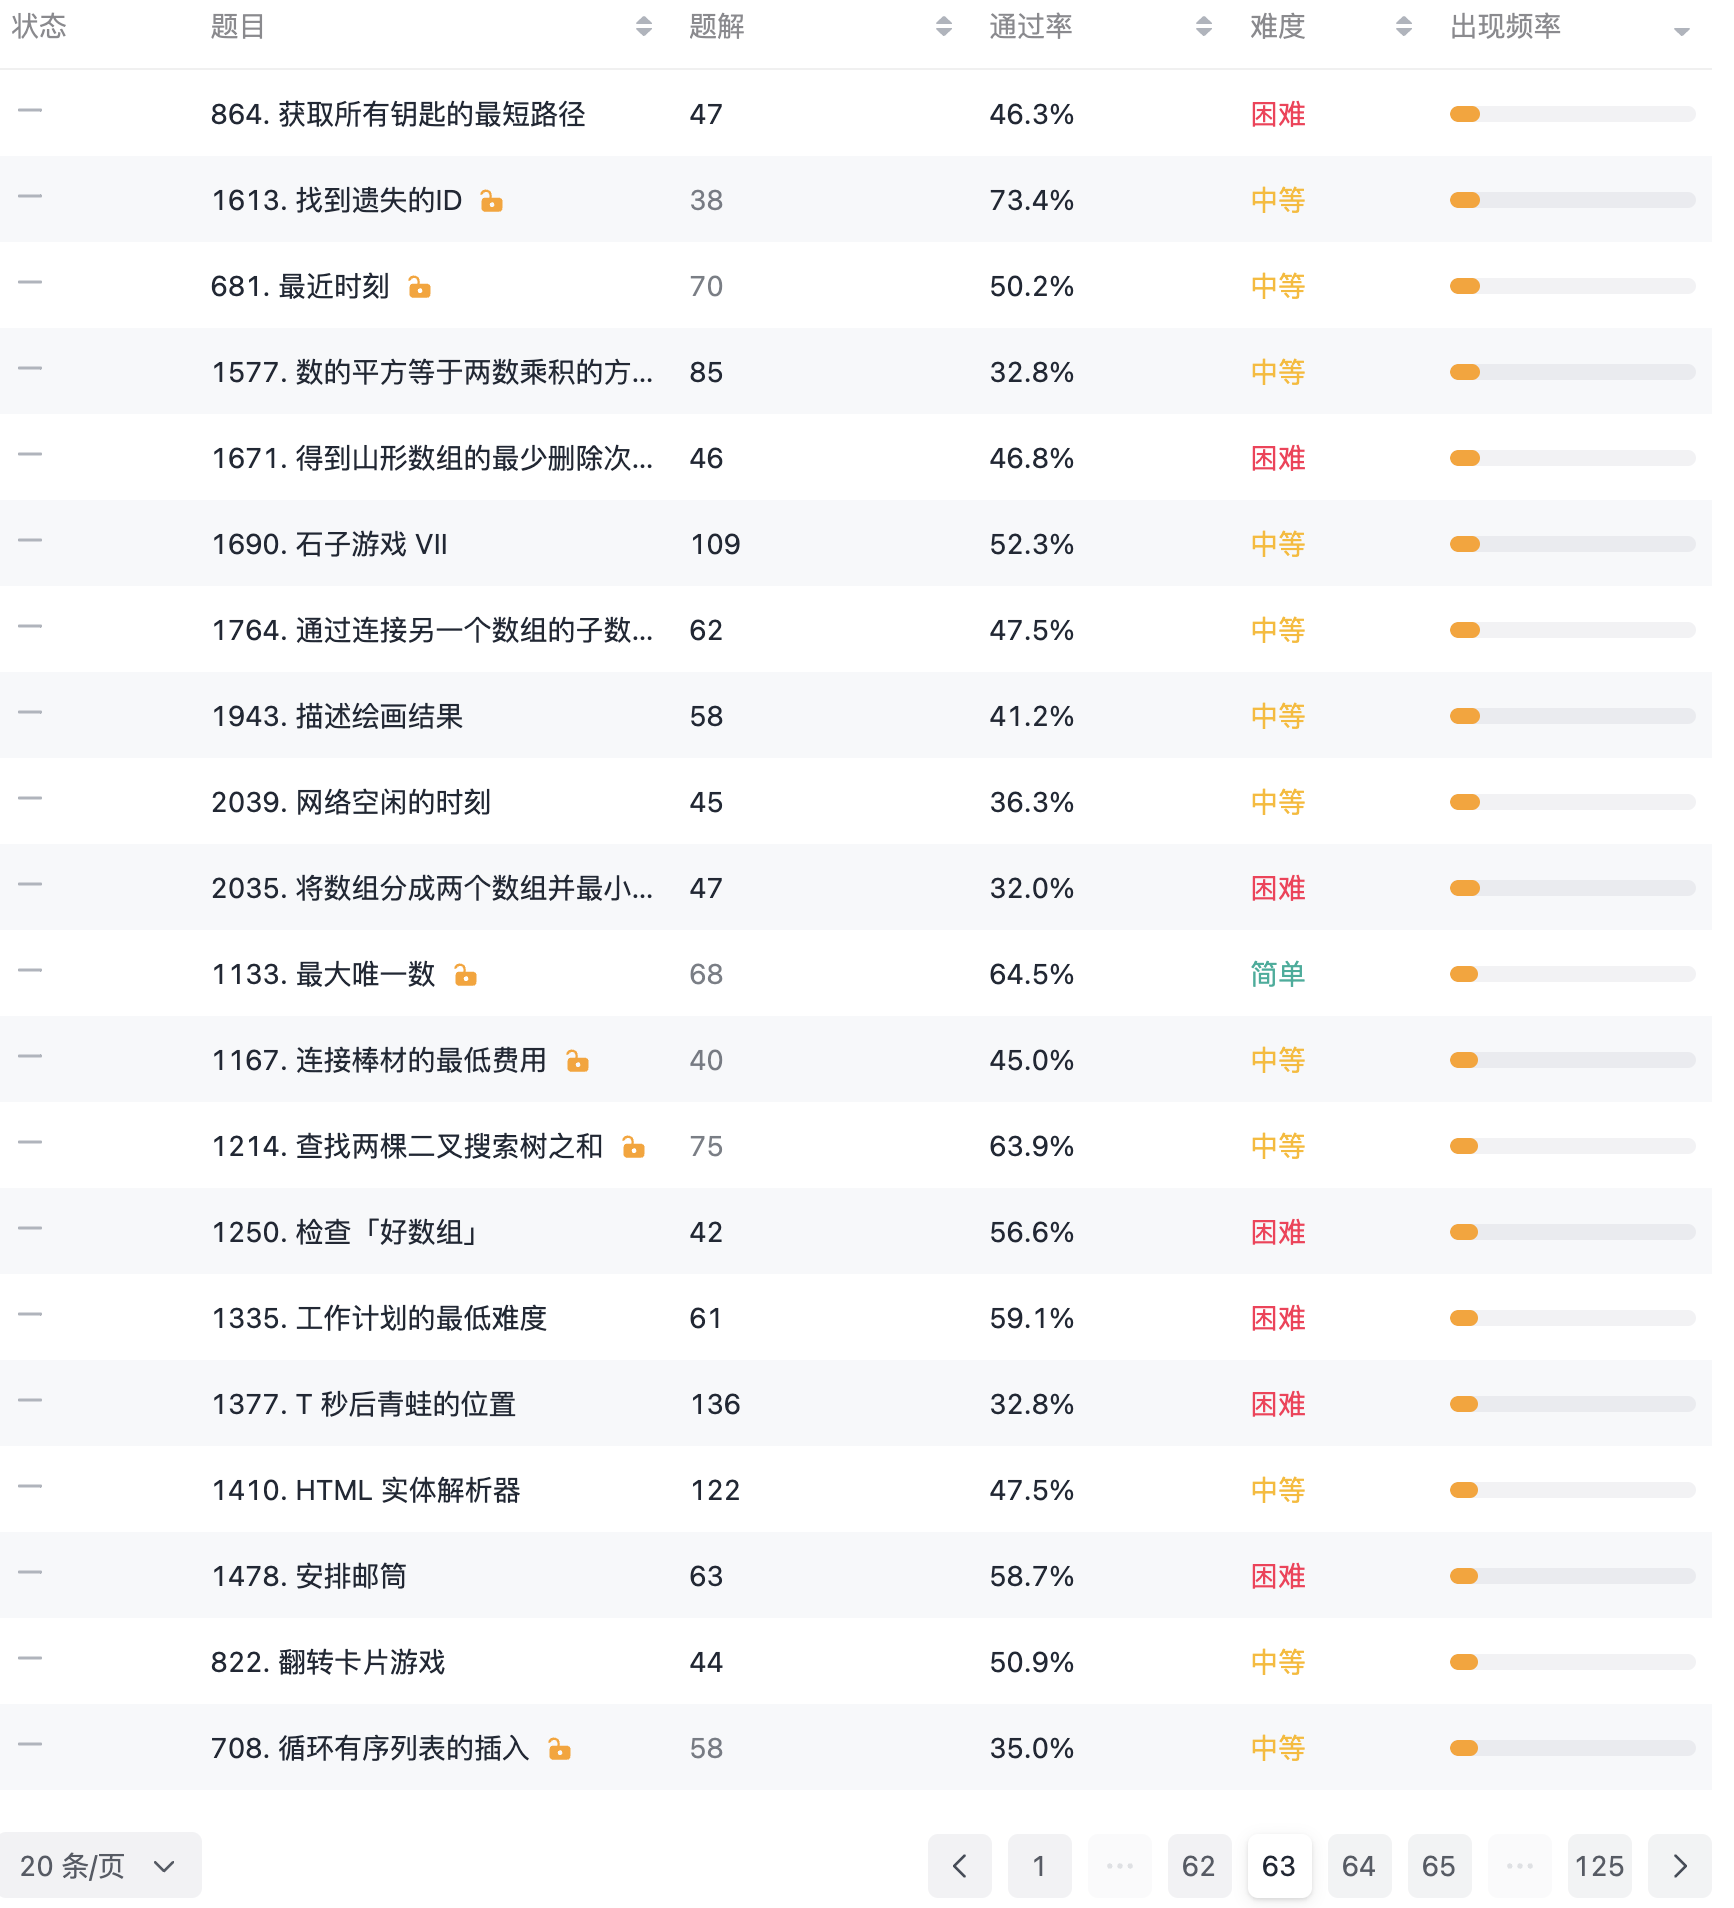 状态 题目 题解 通过率 难度 出现频率
864. 获取所有钥匙的最短路径 47 46.3% 困难
1613. 找到遗失的ID 38 73.4% 中等
681. 最近时刻 70 50.2% 中等
1577. 数的平方等于两数乘积的方... 85 32.8% 中等
1671. 得到山形数组的最少删除次... 46 46.8% 困难
1690. 石子游戏 VII 109 52.3% 中等
1764. 通过连接另一个数组的子数... 62 47.5% 中等
1943. 描述绘画结果 58 41.2% 中等
2039. 网络空闲的时刻 45 36.3% 中等
2035. 将数组分成两个数组并最小... 47 32.0% 困难
1133. 最大唯一数 68 64.5% 简单
1167. 连接棒材的最低费用 40 45.0% 中等
1214. 查找两棵二叉搜索树之和 75 63.9% 中等
1250. 检查「好数组」 42 56.6% 困难
1335. 工作计划的最低难度 61 59.1% 困难
1377. T 秒后青蛙的位置 136 32.8% 困难
1410. HTML 实体解析器 122 47.5% 中等
1478. 安排邮筒 63 58.7% 困难
822. 翻转卡片游戏 44 50.9% 中等
708. 循环有序列表的插入 58 35.0% 中等
20 条/页 1 ... 62 63 64 65 ... 125